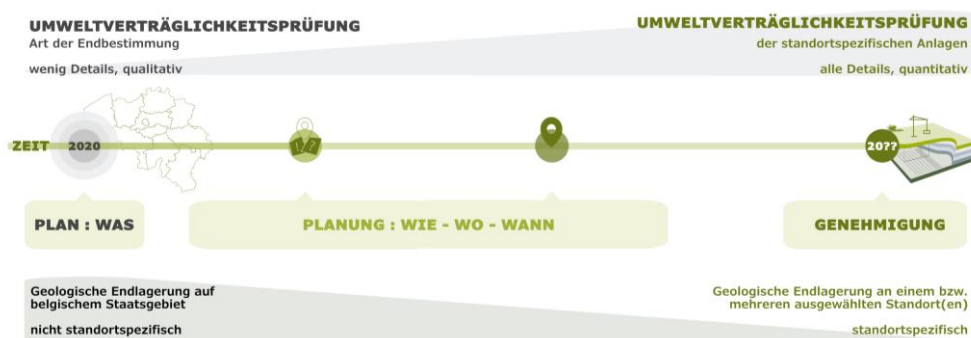 UMWELTVERTRÄGLICHKEITSPRÜFUNG
Art der Endbestimmung
wenig Details, qualitativ
UMWELTVERTRÄGLICHKEITSPRÜFUNG
der standortspezifischen Anlagen
alle Details, quantitativ
ZEIT
2020
! ?
20??
PLAN : WAS
PLANUNG : WIE - WO - WANN
GENEHMIGUNG
Geologische Endlagerung auf
belgischem Staatsgebiet
nicht standortspezifisch
Geologische Endlagerung an einem bzw.
mehreren ausgewählten Standort(en)
standortspezifisch